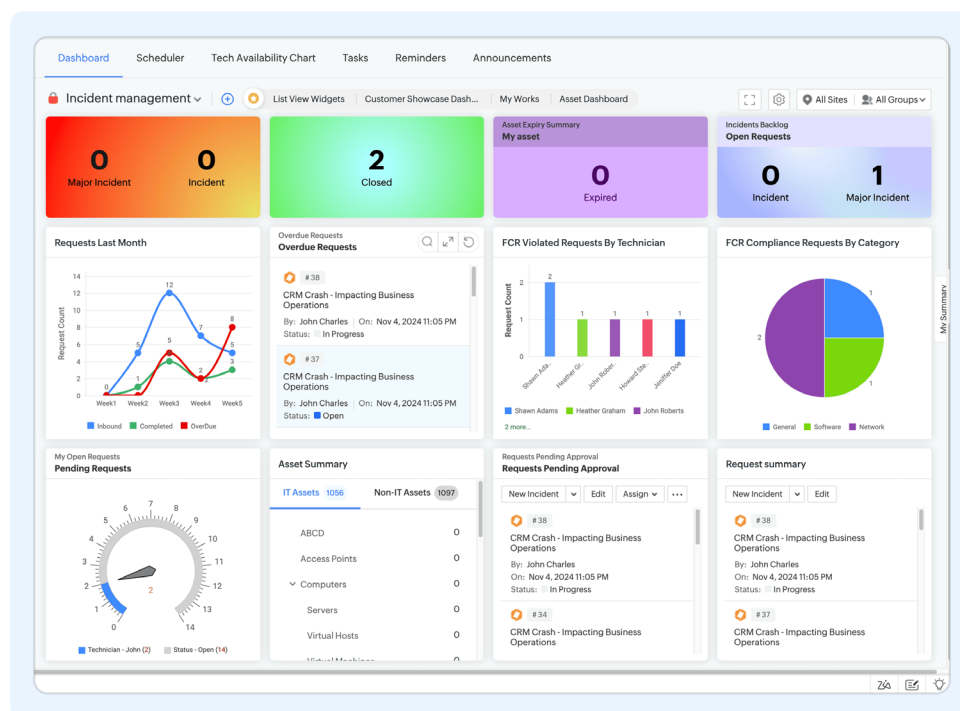 Dashboard Scheduler Tech Availability Chart Tasks Reminders Announcements
Incident management List View Widgets Customer Showcase Dash... My Works Asset Dashboard All Sites All Groups
0 0
Major Incident Incident
2
Closed
Asset Expiry Summary
My asset
0
Expired
Incidents Backlog
Open Requests
0 1
Incident Major Incident
Requests Last Month
Request Count
14
12
10
8
6
4
2
0
0 5 12 7 5
1 5 2 2 8 3
Week1 Week2 Week3 Week4 Week5
Inbound Completed OverDue
Overdue Requests
Overdue Requests
#38
CRM Crash - Impacting Business
Operations
By: John Charles On: Nov 4, 2024 11:05 PM
Status: In Progress
#37
CRM Crash - Impacting Business
Operations
By: John Charles On: Nov 4, 2024 11:05 PM
Status: Open
FCR Violated Requests By Technician
Request Count
2
1
0
2 1 1 1 1
Shawn Ada..
Heather Gr..
John Rober..
Howard Ste..
Jeniffer Doe
Shawn Adams Heather Graham John Roberts
2 more...
FCR Compliance Requests By Category
1
2
1
General Software Network
My Summary
My Open Requests
Pending Requests
0 1 2 3 4 5 6 7 8 9 10 11 12 13 14
2
Technician - John (2) Status - Open (14)
Asset Summary
IT Assets 1056 Non-IT Assets 1097
ABCD 0
Access Points 0
Computers 0
Servers 0
Virtual Hosts 0
Virtual Machines 0
Requests Pending Approval
Requests Pending Approval
New Incident Edit Assign
#38
CRM Crash - Impacting Business
Operations
By: John Charles
On: Nov 4, 2024 11:05 PM
Status: In Progress
#34
CRM Crash - Impacting Business
Operations
Request summary
New Incident Edit
#38
CRM Crash - Impacting Business
Operations
By: John Charles
On: Nov 4, 2024 11:05 PM
Status: In Progress
#37
CRM Crash - Impacting Business
Operations